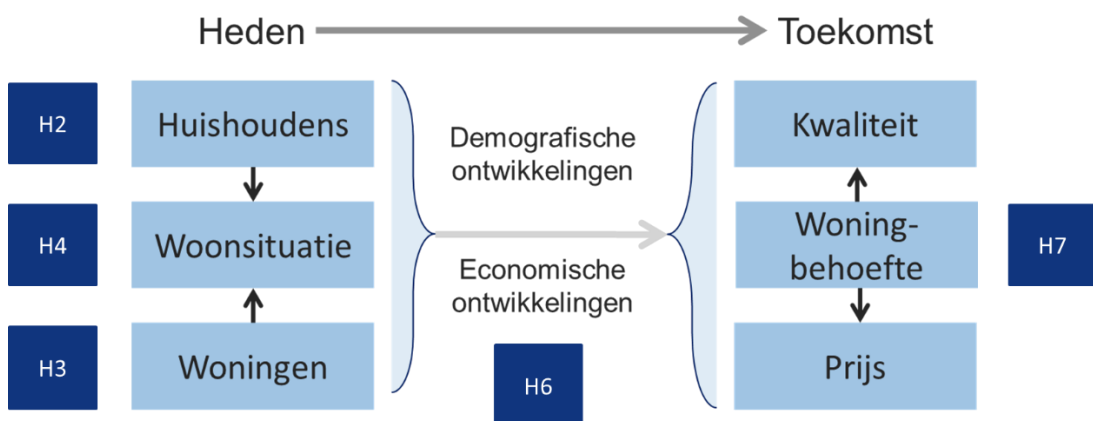 Heden
Toekomst
H2
Huishoudens
Demografische
ontwikkelingen
Kwaliteit
H4
Woonsituatie
Woning-
behoefte
H7
Economische
ontwikkelingen
H3
Woningen
H6
Prijs